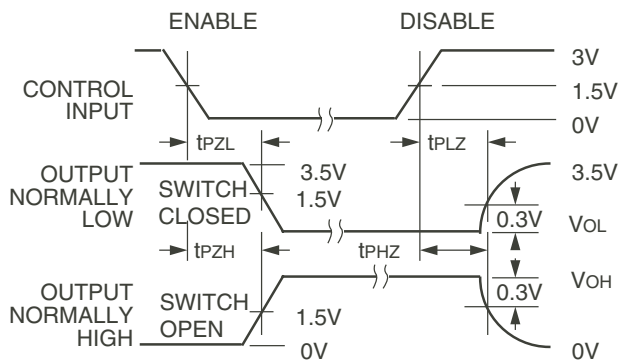 ENABLE DISABLE
3V
CONTROL
INPUT
1.5V
0V
tPZL tPLZ
OUTPUT
NORMALLY
LOW
SWITCH
CLOSED
3.5V
1.5V
3.5V
0.3V
VOL
tPZH tPHZ
OUTPUT
NORMALLY
HIGH
SWITCH
OPEN
1.5V
0V
VOH
0.3V
0V